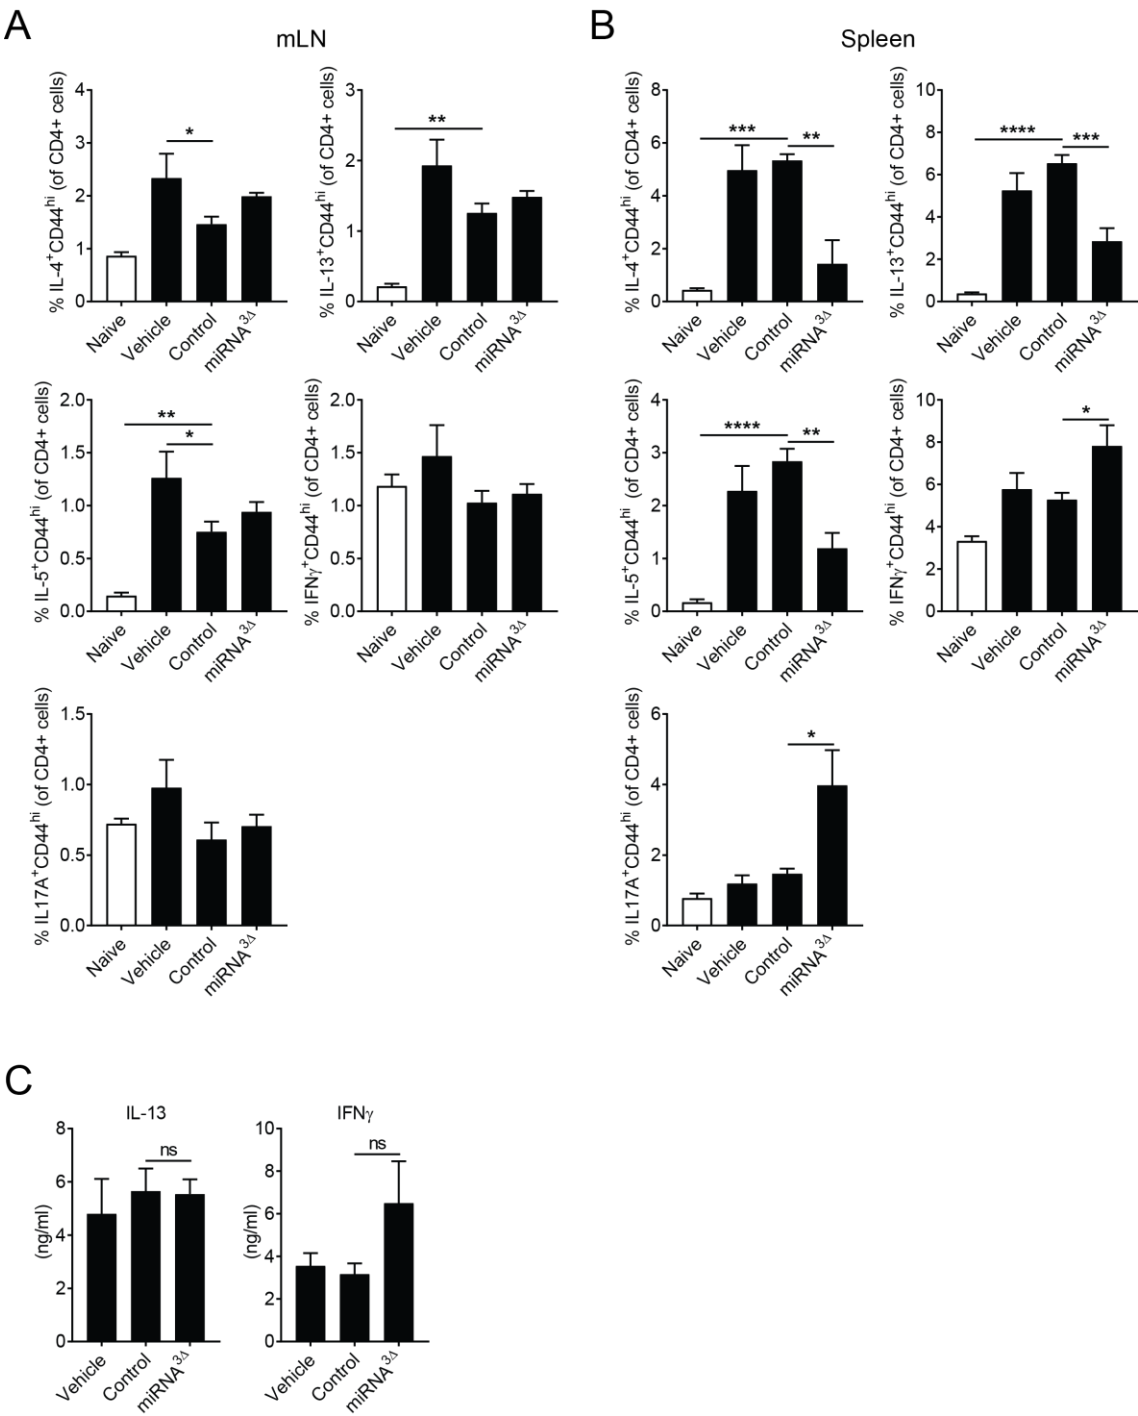 A
mLN
B
Spleen
% IL-4⁺CD44ʰⁱ (of CD4+ cells)
4
3
2
1
0
*
Naive
Vehicle
Control
miRNA³ᐞ
% IL-13⁺CD44ʰⁱ (of CD4+ cells)
3
2
1
0
**
Naive
Vehicle
Control
miRNA³ᐞ
% IL-4⁺CD44ʰⁱ (of CD4+ cells)
8
6
4
2
0
***
**
Naive
Vehicle
Control
miRNA³ᐞ
% IL-13⁺CD44ʰⁱ (of CD4+ cells)
10
8
6
4
2
0
****
***
Naive
Vehicle
Control
miRNA³ᐞ
% IL-5⁺CD44ʰⁱ (of CD4+ cells)
2.0
1.5
1.0
0.5
0.0
**
*
Naive
Vehicle
Control
miRNA³ᐞ
% IFNγ⁺CD44ʰⁱ (of CD4+ cells)
2.0
1.5
1.0
0.5
0.0
Naive
Vehicle
Control
miRNA³ᐞ
% IL-5⁺CD44ʰⁱ (of CD4+ cells)
4
3
2
1
0
****
**
Naive
Vehicle
Control
miRNA³ᐞ
% IFNγ⁺CD44ʰⁱ (of CD4+ cells)
10
8
6
4
2
0
*
Naive
Vehicle
Control
miRNA³ᐞ
% IL17A⁺CD44ʰⁱ (of CD4+ cells)
1.5
1.0
0.5
0.0
Naive
Vehicle
Control
miRNA³ᐞ
% IL17A⁺CD44ʰⁱ (of CD4+ cells)
6
4
2
0
*
Naive
Vehicle
Control
miRNA³ᐞ
C
IL-13
(ng/ml)
8
6
4
2
0
ns
Vehicle
Control
miRNA³ᐞ
IFNγ
(ng/ml)
10
8
6
4
2
0
ns
Vehicle
Control
miRNA³ᐞ